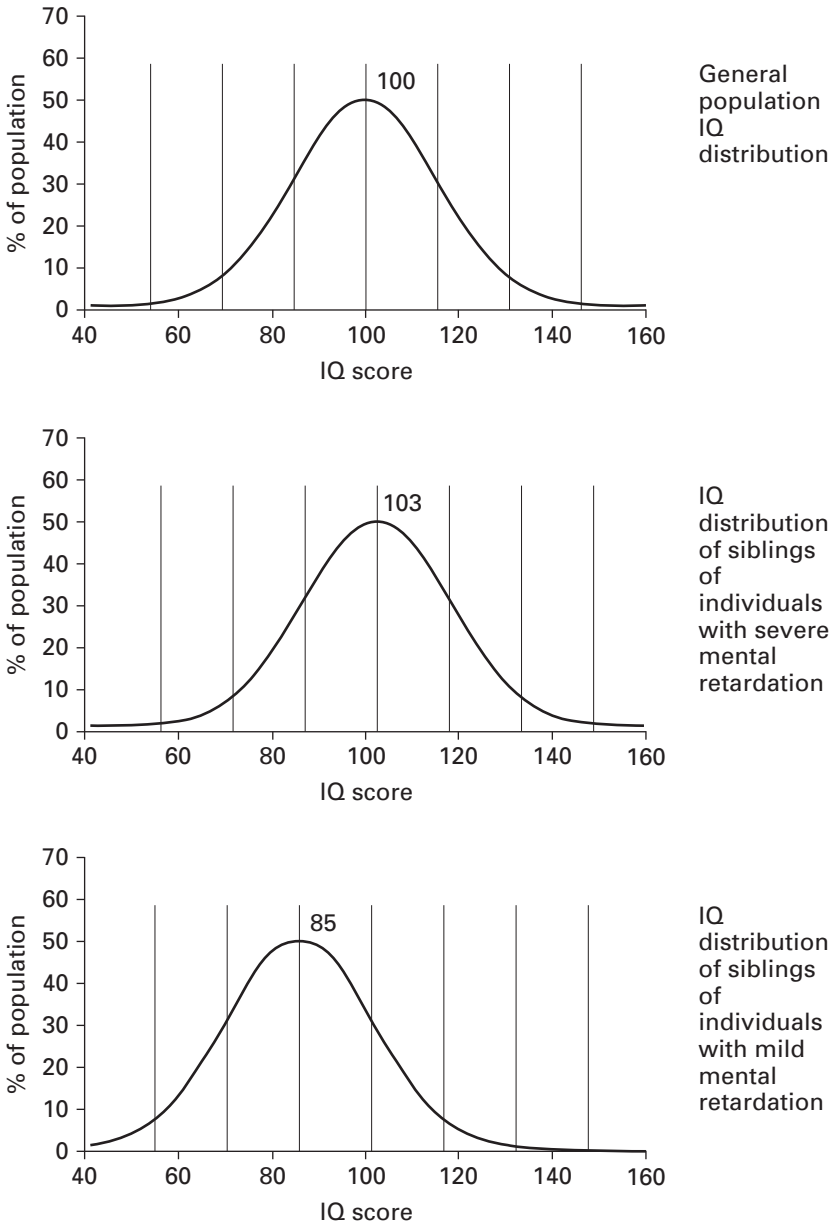 70
60
50
40
30
20
10
0
% of population
100
40 60 80 100 120 140 160
IQ score
General
population
IQ
distribution
70
60
50
40
30
20
10
0
% of population
103
40 60 80 100 120 140 160
IQ score
IQ
distribution
of siblings
of
individuals
with severe
mental
retardation
70
60
50
40
30
20
10
0
% of population
85
40 60 80 100 120 140 160
IQ score
IQ
distribution
of siblings
of
individuals
with mild
mental
retardation